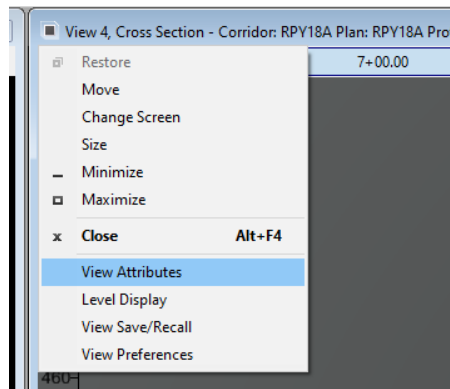 View 4, Cross Section - Corridor: RPY18A Plan: RPY18A Pro
Restore 7+00.00
Move
Change Screen
Size
Minimize
Maximize
x Close Alt+F4
View Attributes
Level Display
View Save/Recall
View Preferences
460